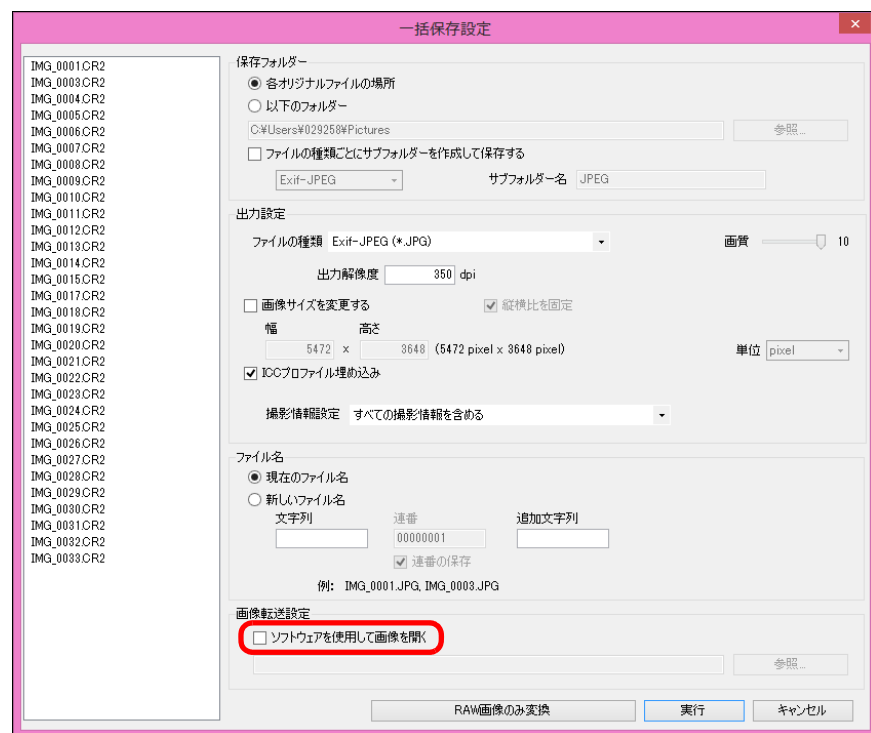 一括保存設定
IMG_0001.CR2
IMG_0003.CR2
IMG_0004.CR2
IMG_0005.CR2
IMG_0006.CR2
IMG_0007.CR2
IMG_0008.CR2
IMG_0009.CR2
IMG_0010.CR2
IMG_0011.CR2
IMG_0012.CR2
IMG_0013.CR2
IMG_0014.CR2
IMG_0015.CR2
IMG_0017.CR2
IMG_0018.CR2
IMG_0019.CR2
IMG_0020.CR2
IMG_0021.CR2
IMG_0022.CR2
IMG_0023.CR2
IMG_0024.CR2
IMG_0025.CR2
IMG_0026.CR2
IMG_0027.CR2
IMG_0028.CR2
IMG_0029.CR2
IMG_0030.CR2
IMG_0031.CR2
IMG_0032.CR2
IMG_0033.CR2
保存フォルダー
各オリジナルファイルの場所
以下のフォルダー
C:¥Users¥029258¥Pictures 参照...
ファイルの種類ごとにサブフォルダーを作成して保存する
Exif-JPEG サブフォルダー名 JPEG
出力設定
ファイルの種類 Exif-JPEG (*.JPG) 画質 10
出力解像度 350 dpi
画像サイズを変更する 縦横比を固定
幅 高さ
5472 x 3648 (5472 pixel x 3648 pixel) 単位 pixel
ICCプロファイル埋め込み
撮影情報設定 すべての撮影情報を含める
ファイル名
現在のファイル名
新しいファイル名
文字列 連番 追加文字列
00000001
連番の保存
例: IMG_0001.JPG, IMG_0003.JPG
画像転送設定
ソフトウェアを使用して画像を開く
参照...
RAW画像のみ変換 実行 キャンセル